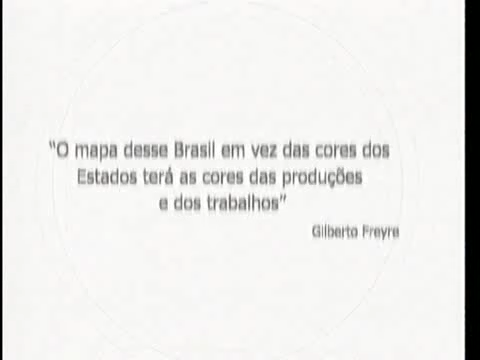 "O mapa desse Brasil em vez das cores dos
Estados terá as cores das produções
e dos trabalhos"
Gilberto Freyre